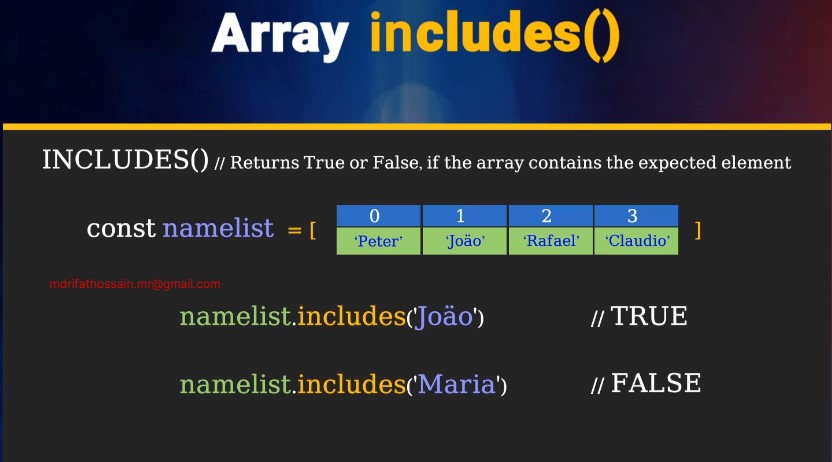 Array includes()
INCLUDES() // Returns True or False, if the array contains the expected element
0 1 2 3
const namelist = [ ‘Peter’ ‘Joäo’ ‘Rafael’ ‘Claudio’ ]
mdrifathossain.mr@gmail.com
namelist.includes('Joäo') // TRUE
namelist.includes('Maria') // FALSE